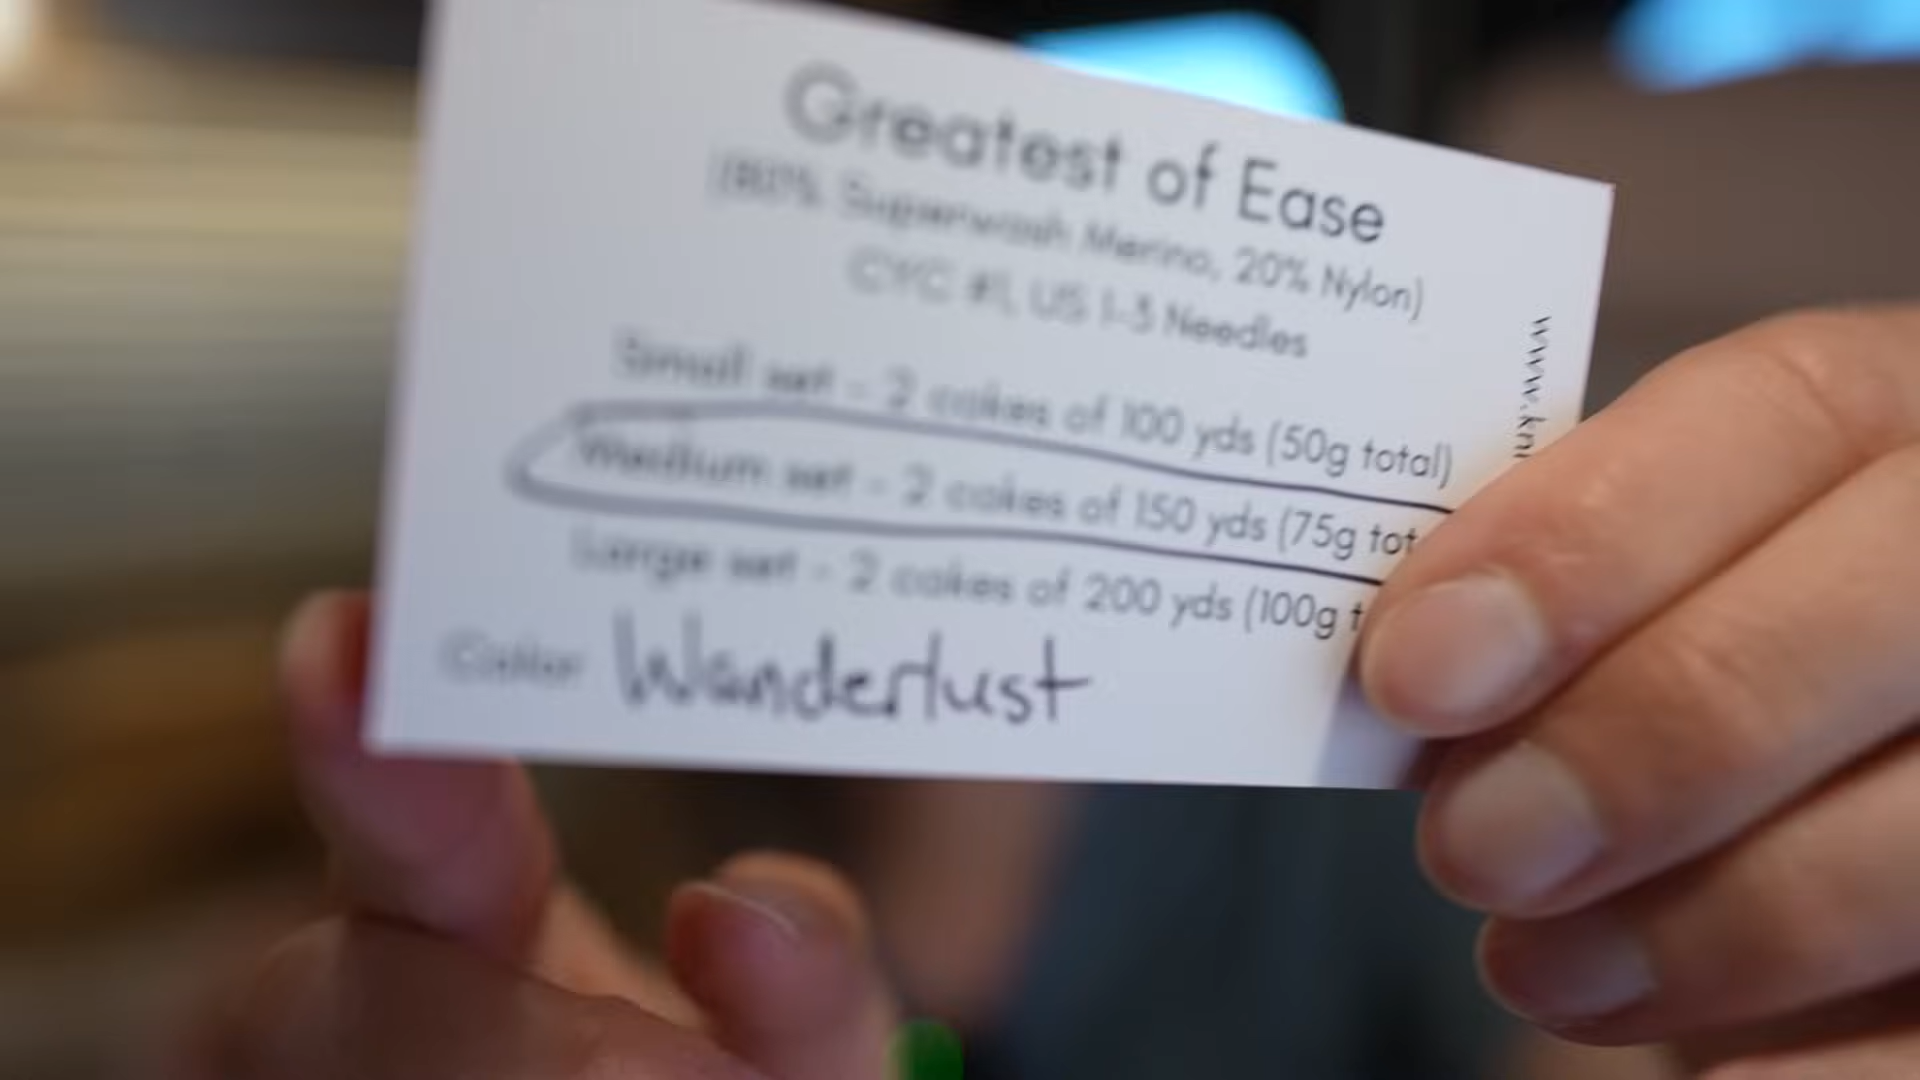 Greatest of Ease
(80% Superwash Merino, 20% Nylon)
CYC #1, US 1-3 Needles
Small set - 2 cakes of 100 yds (50g total)
Medium set - 2 cakes of 150 yds (75g tot
Large set - 2 cakes of 200 yds (100g t
Color Wanderlust
www.kni